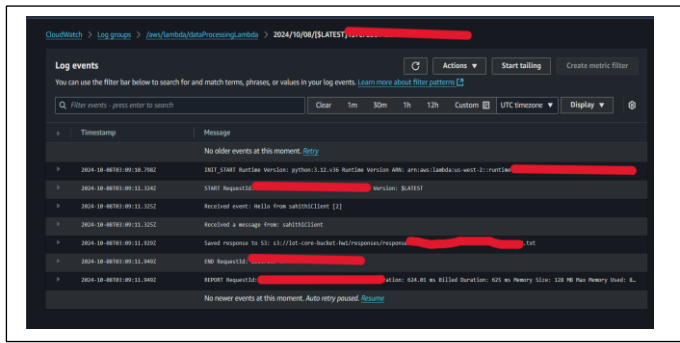 CloudWatch > Log groups > /aws/lambda/dataProcessingLambda > 2024/10/08/[$LATEST]
Log events
Actions ▼ Start tailing Create metric filter
You can use the filter bar below to search for and match terms, phrases, or values in your log events. Learn more about filter patterns
Filter events - press enter to search Clear 1m 30m 1h 12h Custom UTC timezone ▼ Display ▼
Timestamp Message
No older events at this moment. Retry
2024-10-08T03:09:10.798Z INIT_START Runtime Version: python:3.12.v36 Runtime Version ARN: arn:aws:lambda:us-west-2::runtime
2024-10-08T03:09:11.324Z START RequestId: Version: $LATEST
2024-10-08T03:09:11.325Z Received event: Hello from sahithiClient [2]
2024-10-08T03:09:11.325Z Received a message from: sahithiClient
2024-10-08T03:09:11.929Z Saved response to S3: s3://iot-core-bucket-hw1/responses/response .txt
2024-10-08T03:09:11.949Z END RequestId:
2024-10-08T03:09:11.949Z REPORT RequestId: ation: 624.01 ms Billed Duration: 625 ms Memory Size: 128 MB Max Memory Used: 8…
No newer events at this moment. Auto retry paused. Resume